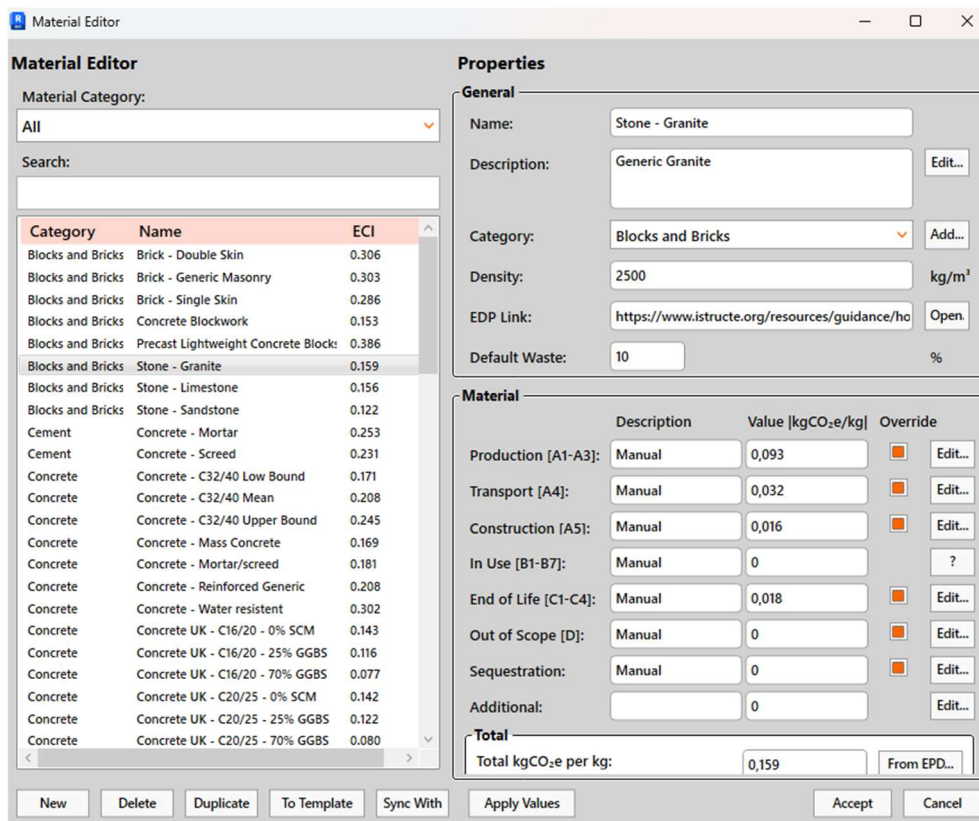 Material Editor
Material Editor
Material Category:
All
Search:
Category Name ECI
Blocks and Bricks Brick - Double Skin 0.306
Blocks and Bricks Brick - Generic Masonry 0.303
Blocks and Bricks Brick - Single Skin 0.286
Blocks and Bricks Concrete Blockwork 0.153
Blocks and Bricks Precast Lightweight Concrete Blocks 0.386
Blocks and Bricks Stone - Granite 0.159
Blocks and Bricks Stone - Limestone 0.156
Blocks and Bricks Stone - Sandstone 0.122
Cement Concrete - Mortar 0.253
Cement Concrete - Screed 0.231
Concrete Concrete - C32/40 Low Bound 0.171
Concrete Concrete - C32/40 Mean 0.208
Concrete Concrete - C32/40 Upper Bound 0.245
Concrete Concrete - Mass Concrete 0.169
Concrete Concrete - Mortar/screed 0.181
Concrete Concrete - Reinforced Generic 0.208
Concrete Concrete - Water resistent 0.302
Concrete Concrete UK - C16/20 - 0% SCM 0.143
Concrete Concrete UK - C16/20 - 25% GGBS 0.116
Concrete Concrete UK - C16/20 - 70% GGBS 0.077
Concrete Concrete UK - C20/25 - 0% SCM 0.142
Concrete Concrete UK - C20/25 - 25% GGBS 0.122
Concrete Concrete UK - C20/25 - 70% GGBS 0.080
New Delete Duplicate To Template Sync With
Properties
General
Name: Stone - Granite
Description: Generic Granite Edit...
Category: Blocks and Bricks Add...
Density: 2500 kg/m³
EDP Link: https://www.istructe.org/resources/guidance/ho Open.
Default Waste: 10 %
Material
Description Value |kgCO₂e/kg| Override
Production [A1-A3]: Manual 0,093 Edit...
Transport [A4]: Manual 0,032 Edit...
Construction [A5]: Manual 0,016 Edit...
In Use [B1-B7]: Manual 0 ?
End of Life [C1-C4]: Manual 0,018 Edit...
Out of Scope [D]: Manual 0 Edit...
Sequestration: Manual 0 Edit...
Additional: 0 Edit...
Total
Total kgCO₂e per kg: 0,159 From EPD...
Apply Values Accept Cancel